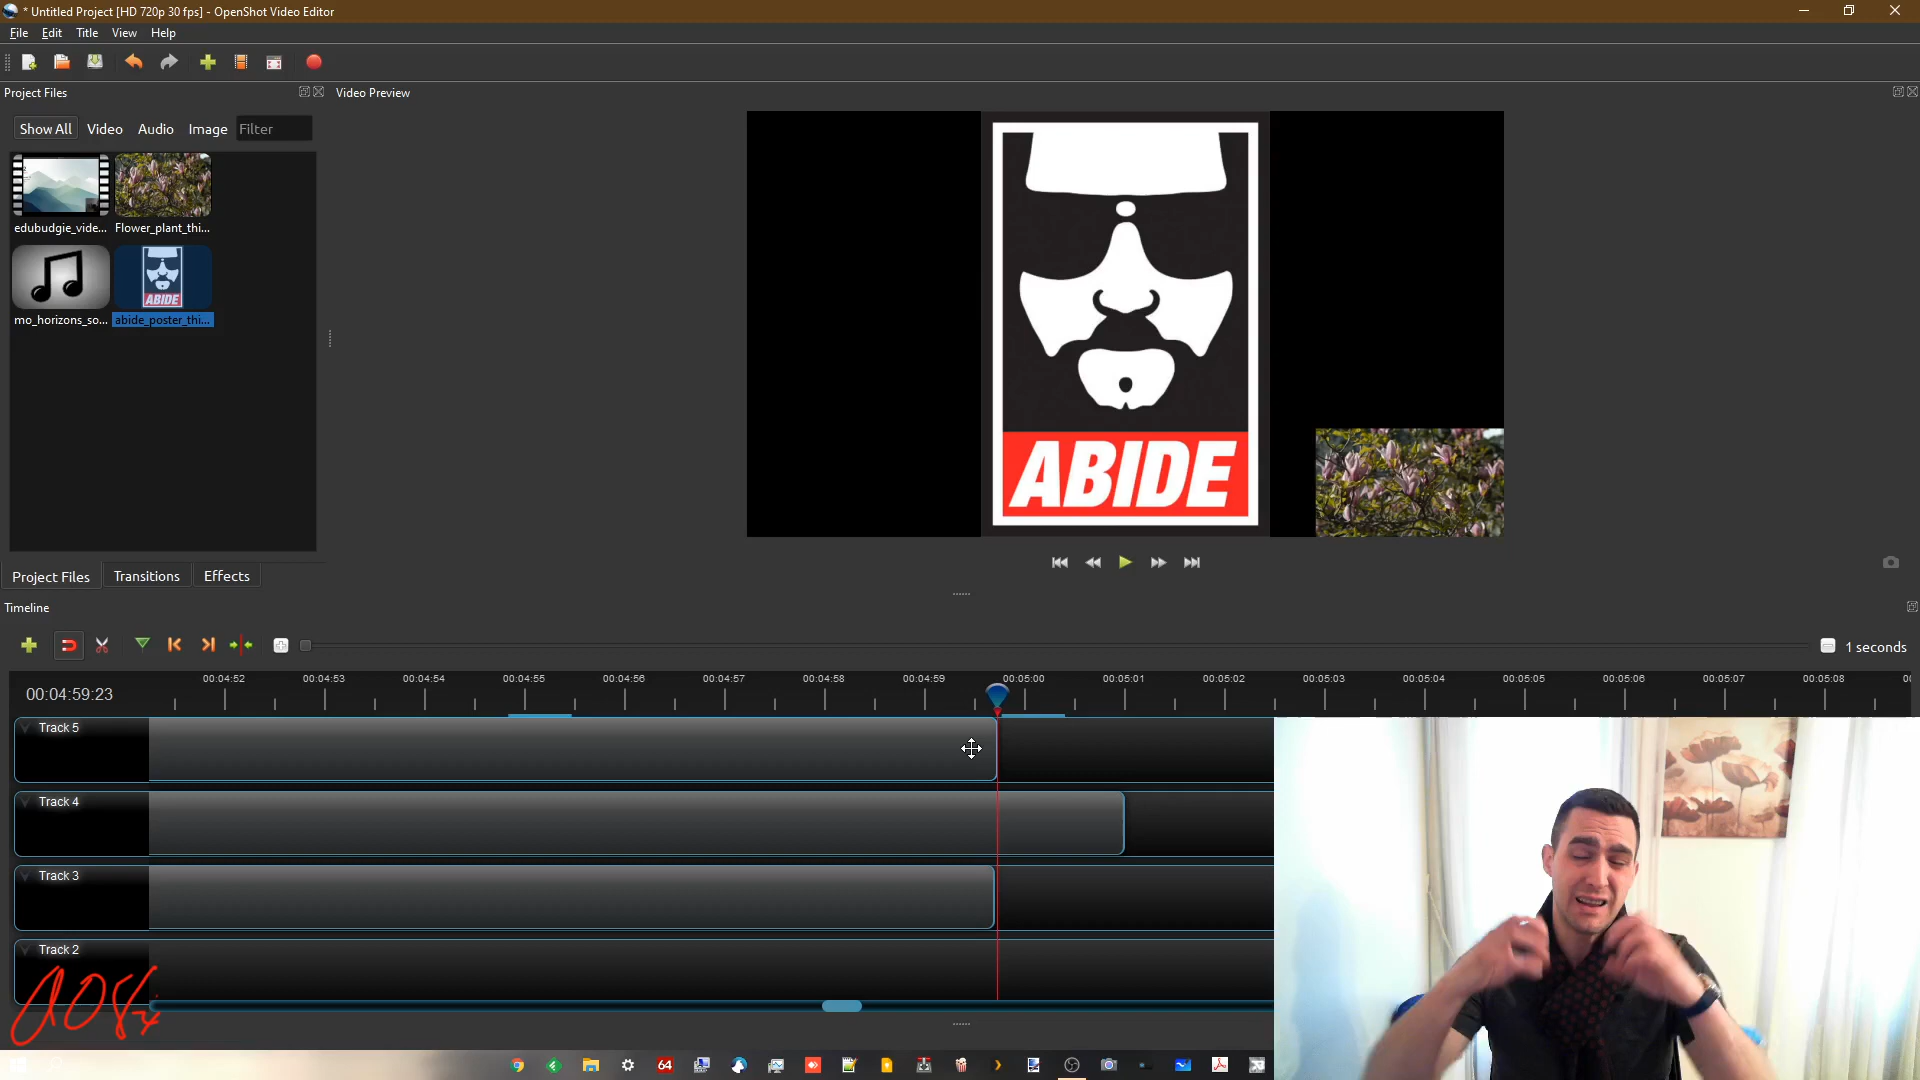 * Untitled Project [HD 720p 30 fps] - OpenShot Video Editor
File Edit Title View Help
Project Files
Video Preview
Show All Video Audio Image Filter
edubudgie_vide... Flower_plant_thi...
mo_horizons_so... abide_poster_thi...
ABIDE
ABIDE
Project Files Transitions Effects
Timeline
1 seconds
00:04:59:23
00:04:52 00:04:53 00:04:54 00:04:55 00:04:56 00:04:57 00:04:58 00:04:59 00:05:00 00:05:01 00:05:02 00:05:03 00:05:04 00:05:05 00:05:06 00:05:07 00:05:08
Track 5
Track 4
Track 3
Track 2
64